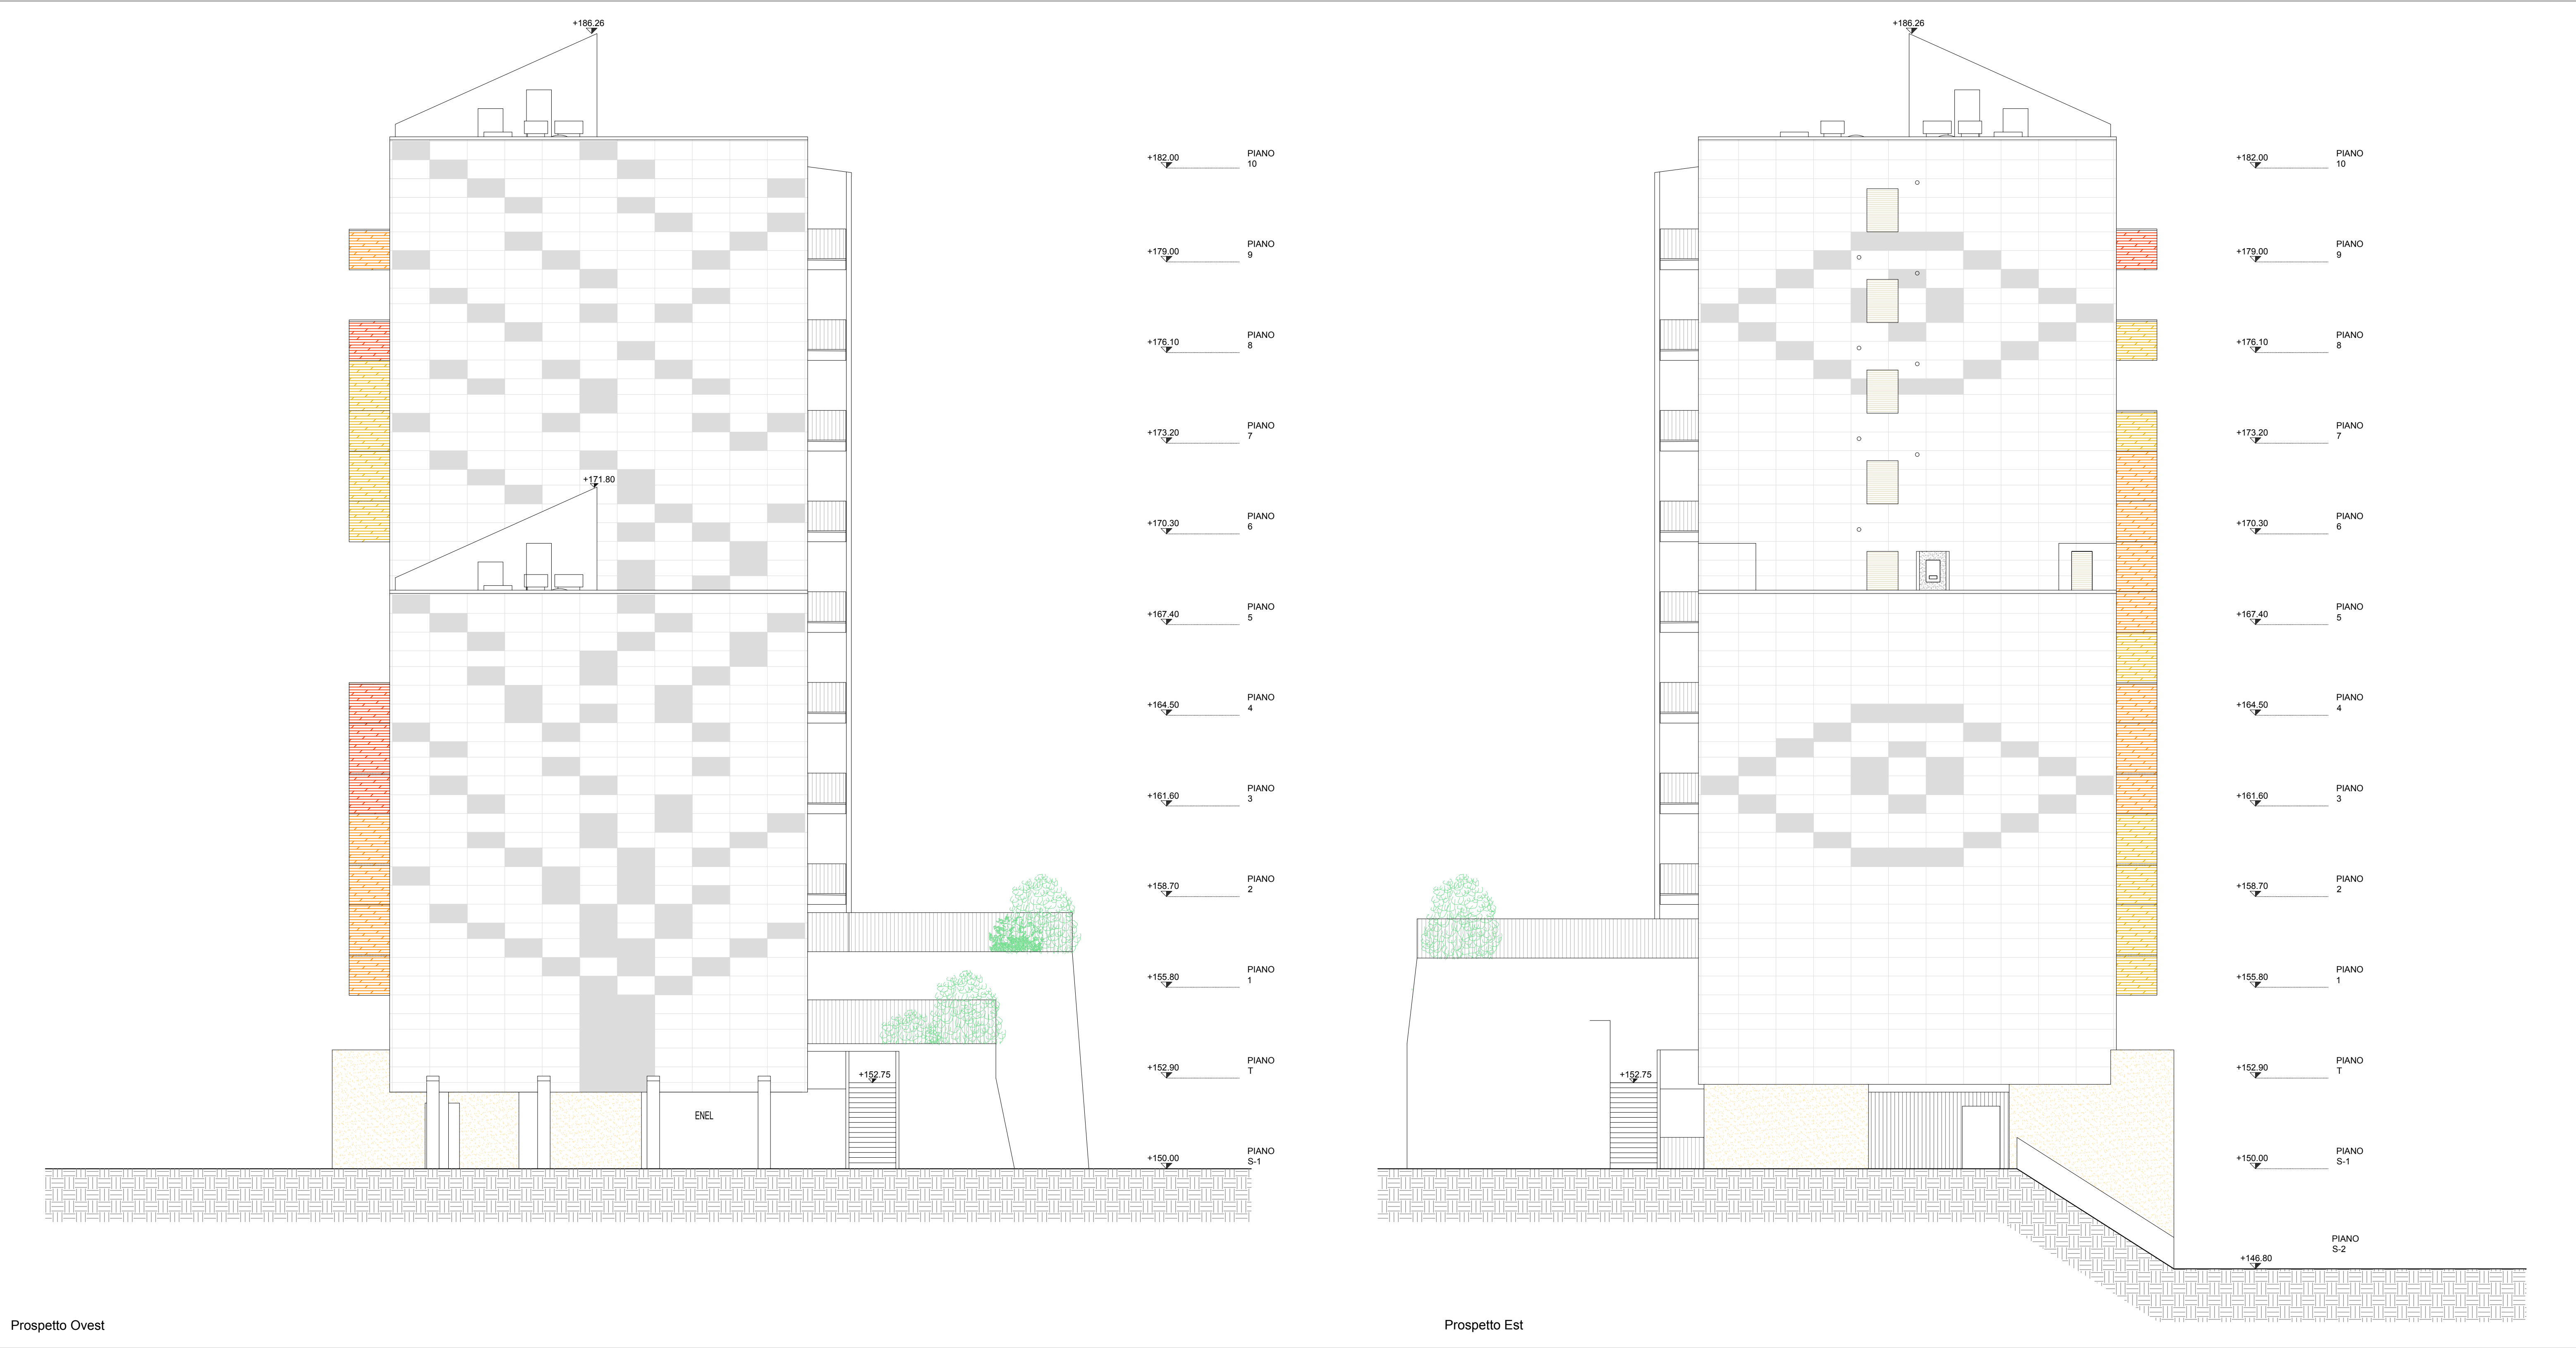 +186.26
+182.00
PIANO
10
+179.00
PIANO
9
+176.10
PIANO
8
+173.20
PIANO
7
+171.80
+170.30
PIANO
6
+167.40
PIANO
5
+164.50
PIANO
4
+161.60
PIANO
3
+158.70
PIANO
2
+155.80
PIANO
1
+152.75
+152.90
PIANO
T
ENEL
+150.00
PIANO
S-1
Prospetto Ovest
+186.26
+182.00
PIANO
10
+179.00
PIANO
9
+176.10
PIANO
8
+173.20
PIANO
7
+170.30
PIANO
6
+167.40
PIANO
5
+164.50
PIANO
4
+161.60
PIANO
3
+158.70
PIANO
2
+155.80
PIANO
1
+152.75
+152.90
PIANO
T
+150.00
PIANO
S-1
+146.80
PIANO
S-2
Prospetto Est